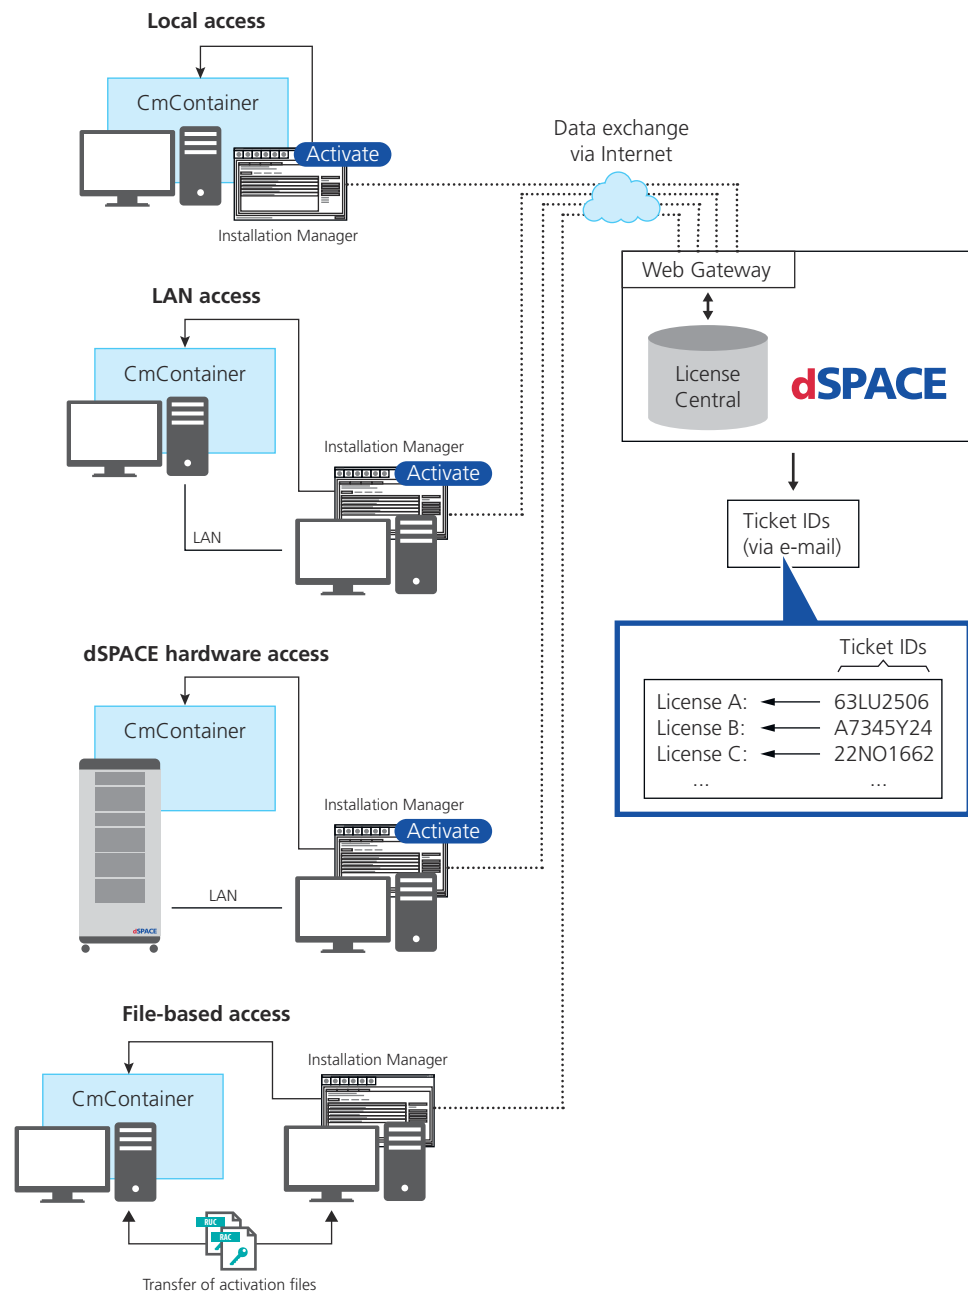 Local access
CmContainer
Activate
Installation Manager
Data exchange
via Internet
Web Gateway
License
Central
dSPACE
Ticket IDs
(via e-mail)
Ticket IDs
License A: 63LU2506
License B: A7345Y24
License C: 22NO1662
... ...
LAN access
CmContainer
Installation Manager
Activate
LAN
dSPACE hardware access
CmContainer
Installation Manager
Activate
LAN
dSPACE
File-based access
Installation Manager
CmContainer
RUC
RAC
Transfer of activation files